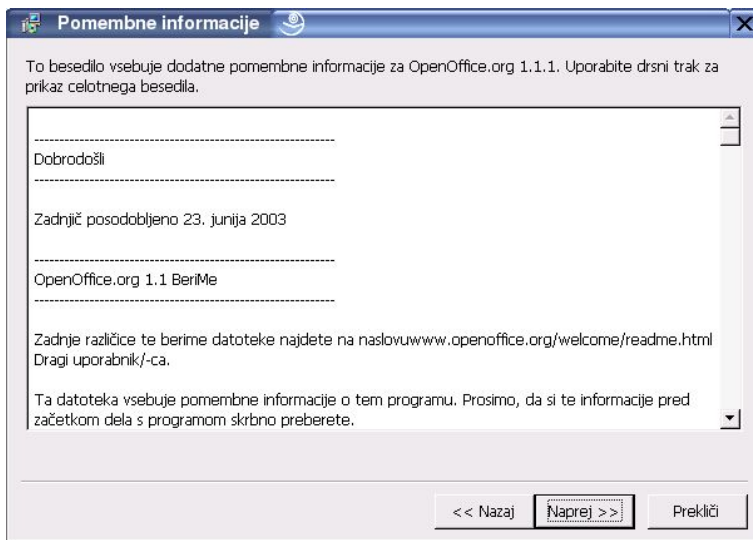 Pomembne informacije
To besedilo vsebuje dodatne pomembne informacije za OpenOffice.org 1.1.1. Uporabite drsni trak za
prikaz celotnega besedila.
------------------------------------------------------------
Dobrodošli
------------------------------------------------------------
Zadnjič posodobljeno 23. junija 2003
------------------------------------------------------------
OpenOffice.org 1.1 BeriMe
------------------------------------------------------------
Zadnje različice te berime datoteke najdete na naslovuwww.openoffice.org/welcome/readme.html
Dragi uporabnik/-ca.
Ta datoteka vsebuje pomembne informacije o tem programu. Prosimo, da si te informacije pred
začetkom dela s programom skrbno preberete.
<< Nazaj Naprej >> Prekliči